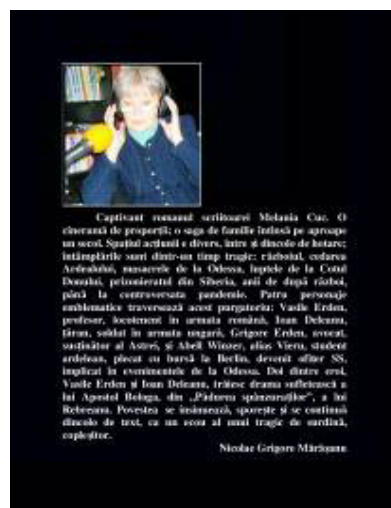 Captivant romanul scriitoarei Melania Cuc. O
cineramă de proporții; o saga de familie întinsă pe aproape
un secol. Spațiul acțiunii e divers, între și dincolo de hotare;
întâmplările sunt dintr-un timp tragic: războiul, cedarea
Ardealului, masacrele de la Odessa, luptele de la Cotul
Donului, prizonieratul din Siberia, anii de după război,
până la controversata pandemie. Patru personaje
emblematice traversează acest purgatoriu: Vasile Erden,
profesor, locotenent în armata română, Ioan Deleanu,
țăran, soldat în armata ungară, Grigore Erden, avocat,
susținător al Astrei, și Abell Winzer, alias Vieru, student
ardelean, plecat cu bursă la Berlin, devenit ofițer SS,
implicat în evenimentele de la Odessa. Doi dintre eroi,
Vasile Erden și Ioan Deleanu, trăiesc drama sufletească a
lui Apostol Bologa, din „Pădurea spânzuraților”, a lui
Rebreanu. Povestea se însinuează, sporește și se continuă
dincolo de text, ca un ecou al unui tragic de surdină,
copleșitor.
Nicolae Grigore Mărășanu